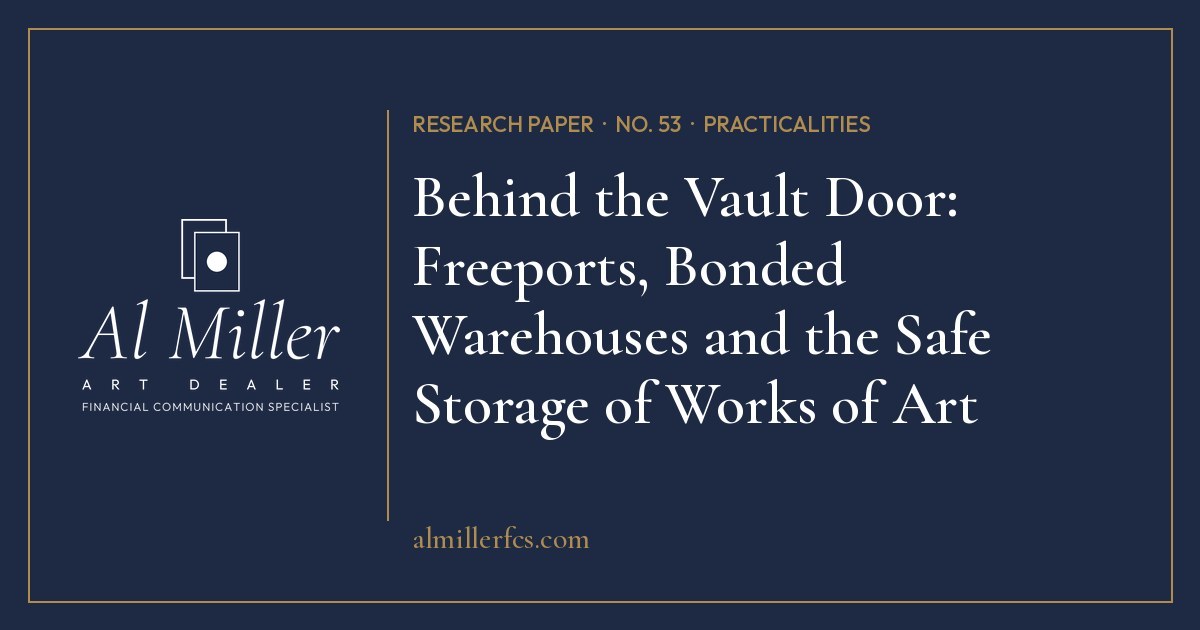 Al Miller
ART DEALER
FINANCIAL COMMUNICATION SPECIALIST
RESEARCH PAPER · NO. 53 · PRACTICALITIES
Behind the Vault Door:
Freeports, Bonded
Warehouses and the Safe
Storage of Works of Art
almillerfcs.com